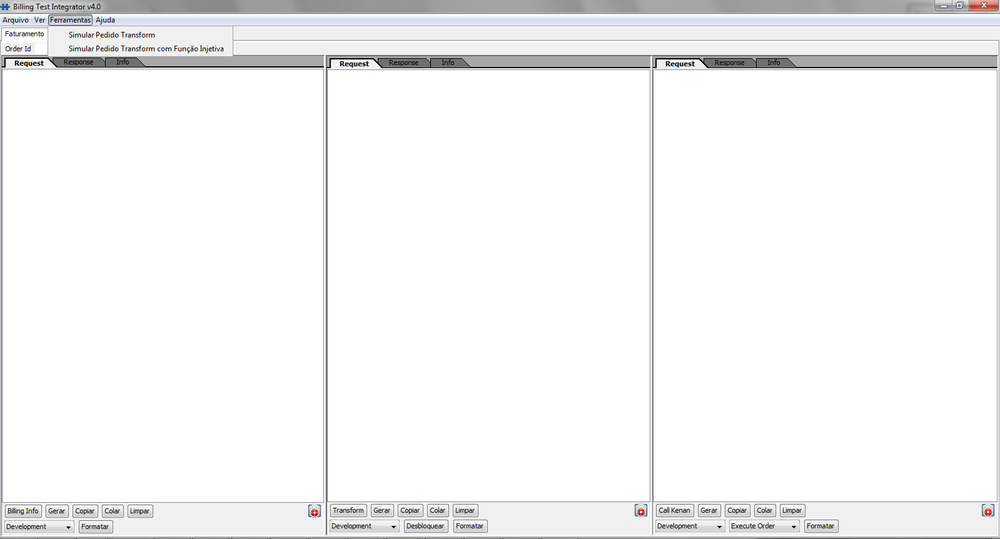 Billing Test Integrator v4.0
Arquivo Ver Ferramentas Ajuda
Faturamento
Simular Pedido Transform
Order Id
Simular Pedido Transform com Função Injetiva
Request Response Info
Request Response Info
Request Response Info
Billing Info Gerar Copiar Colar Limpar
Development Formatar
Transform Gerar Copiar Colar Limpar
Development Desbloquear Formatar
Call Kenan Gerar Copiar Colar Limpar
Development Execute Order Formatar